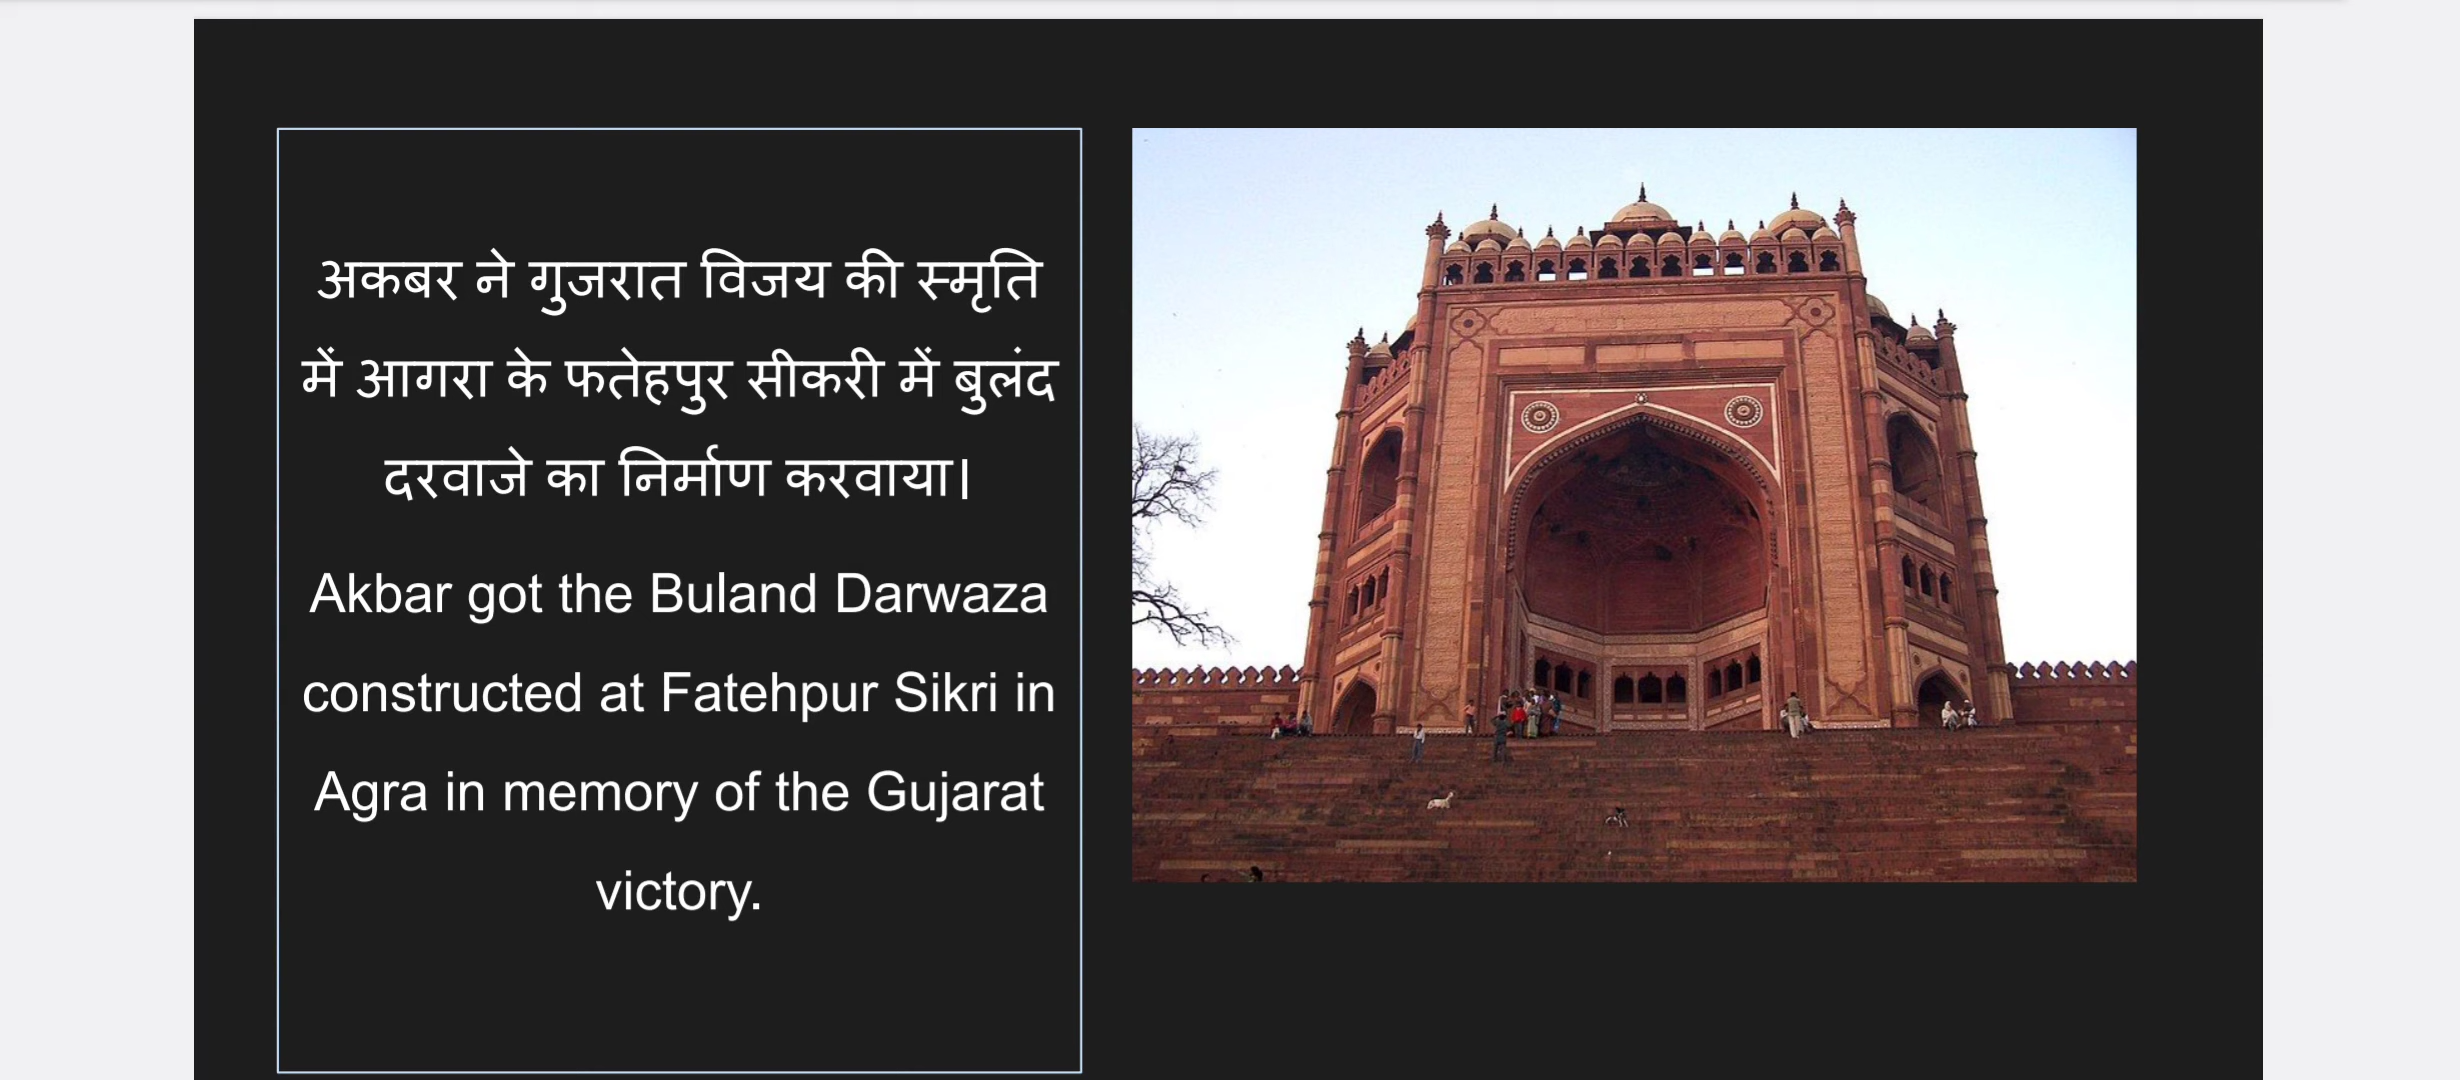 अकबर ने गुजरात विजय की स्मृति
में आगरा के फतेहपुर सीकरी में बुलंद
दरवाजे का निर्माण करवाया।
Akbar got the Buland Darwaza
constructed at Fatehpur Sikri in
Agra in memory of the Gujarat
victory.